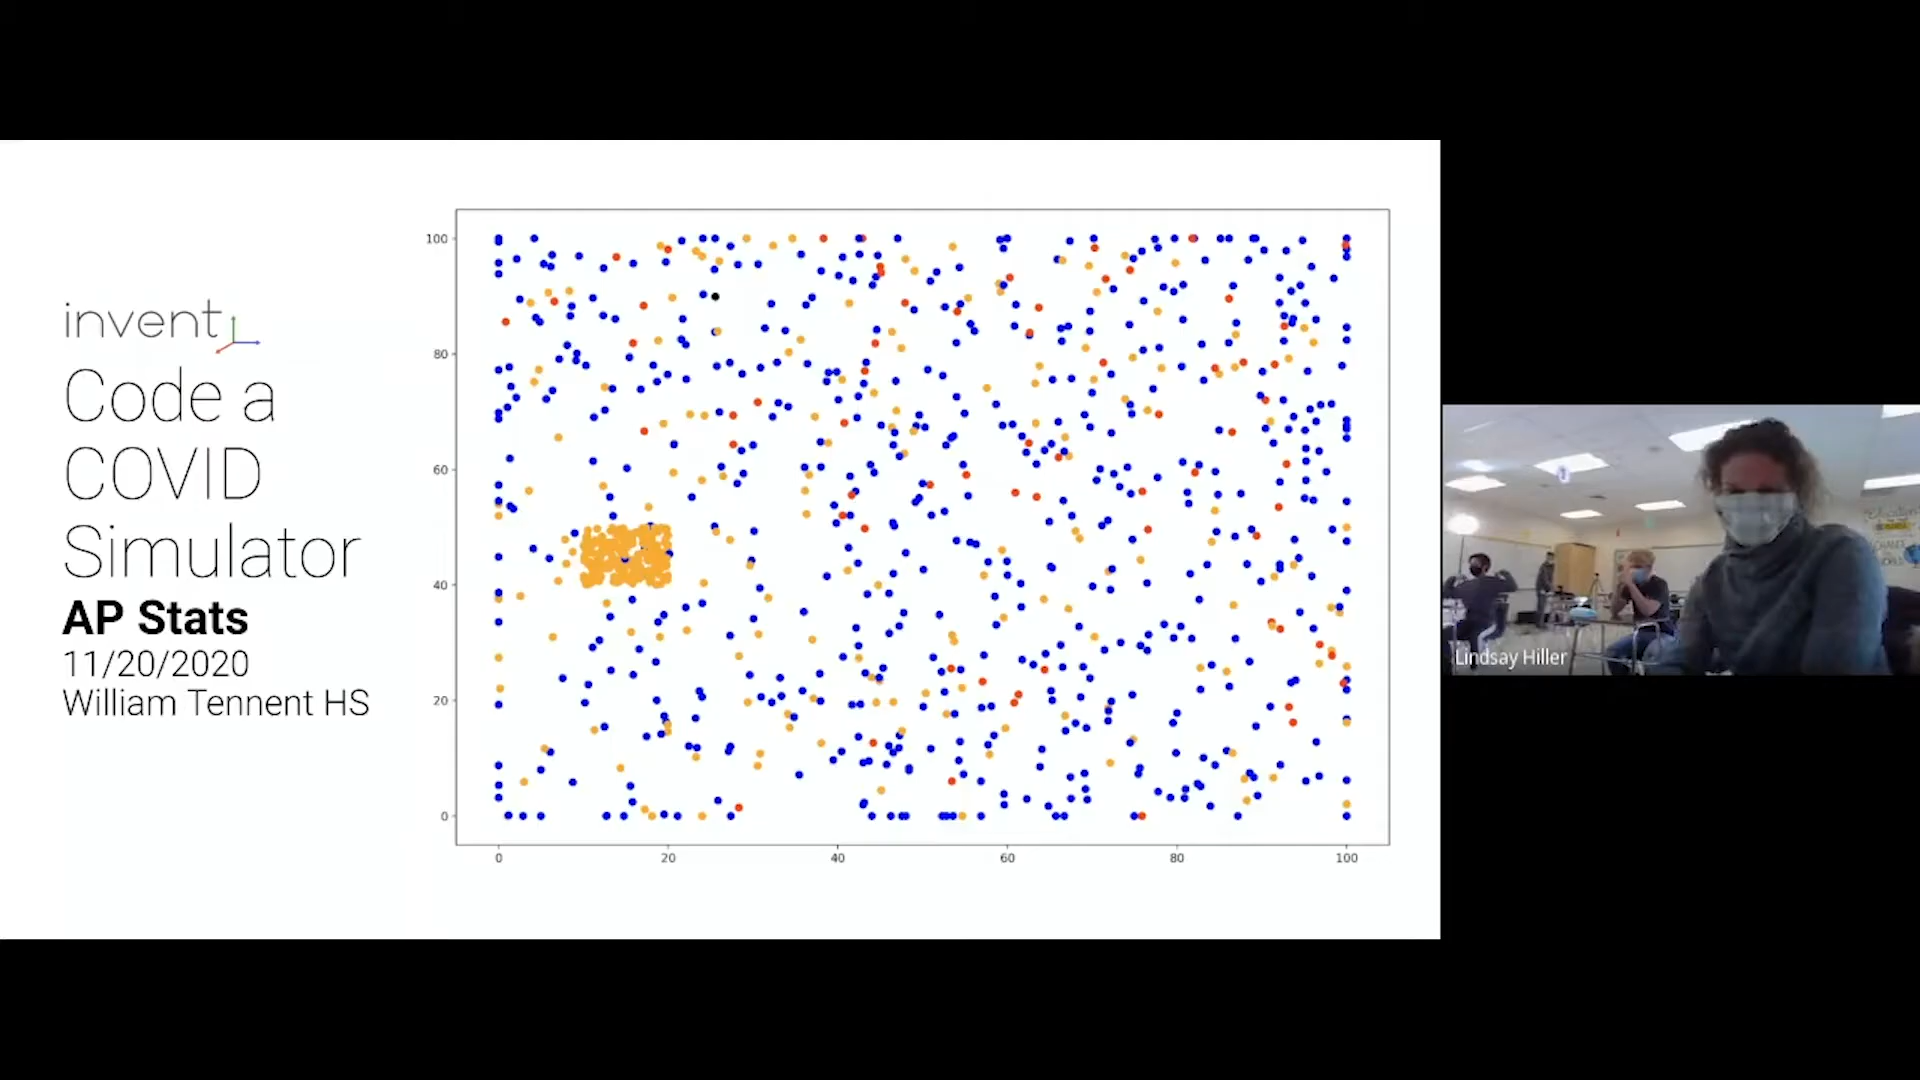 invent
Code a
COVID
Simulator
AP Stats
11/20/2020
William Tennent HS
100
80
60
40
20
0
0 20 40 60 80 100
Lindsay Hiller